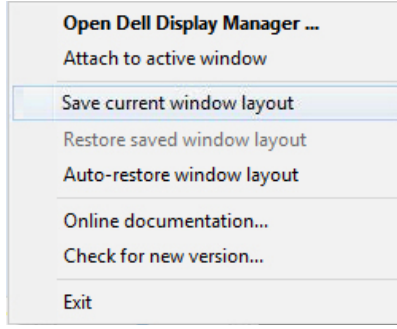 Open Dell Display Manager ...
Attach to active window
Save current window layout
Restore saved window layout
Auto-restore window layout
Online documentation...
Check for new version...
Exit